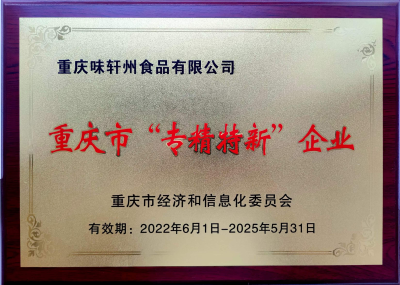 重庆味轩州食品有限公司
重庆市“专精特新”企业
重庆市经济和信息化委员会
有效期：2022年6月1日-2025年5月31日